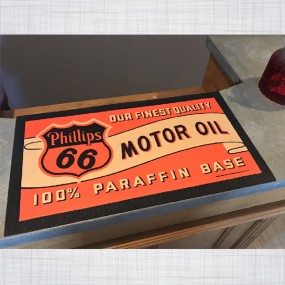 OUR FINEST QUALITY
Phillips
66
MOTOR OIL
100% PARAFFIN BASE